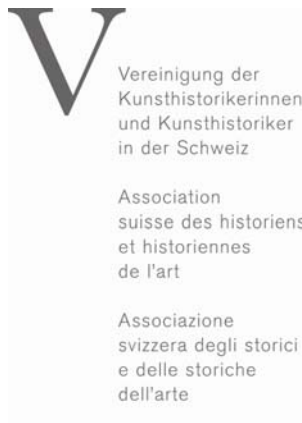 V
Vereinigung der
Kunsthistorikerinnen
und Kunsthistoriker
in der Schweiz
Association
suisse des historiens
et historiennes
de l'art
Associazione
svizzera degli storici
e delle storiche
dell'arte